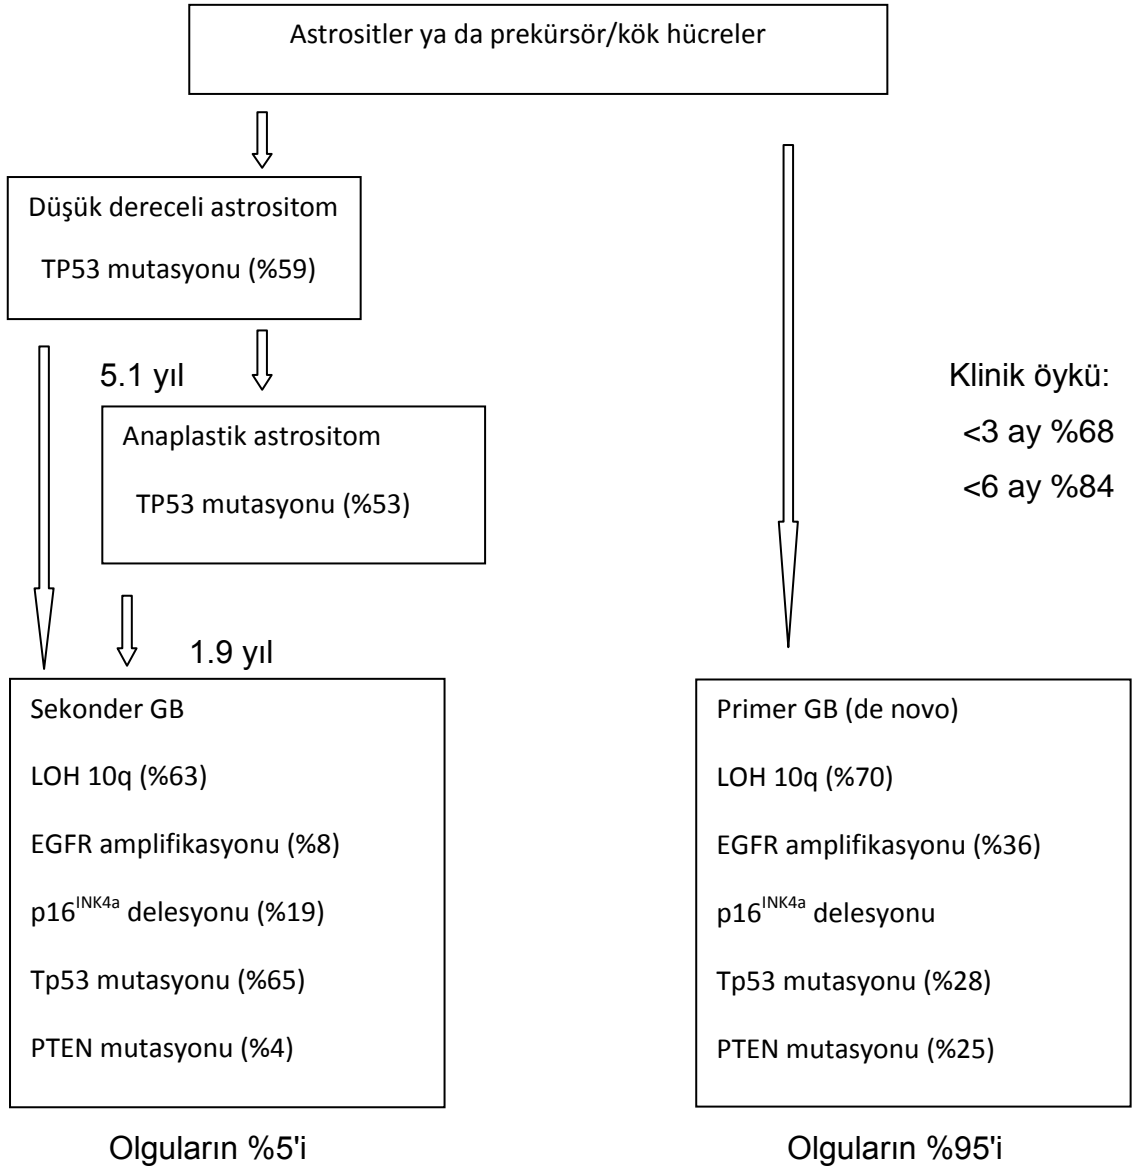 Astrositler ya da prekürsör/kök hücreler
Düşük dereceli astrositom
TP53 mutasyonu (%59)
5.1 yıl
Anaplastik astrositom
TP53 mutasyonu (%53)
1.9 yıl
Klinik öykü:
<3 ay %68
<6 ay %84
Sekonder GB
LOH 10q (%63)
EGFR amplifikasyonu (%8)
p16INK4a delesyonu (%19)
Tp53 mutasyonu (%65)
PTEN mutasyonu (%4)
Olguların %5'i
Primer GB (de novo)
LOH 10q (%70)
EGFR amplifikasyonu (%36)
p16INK4a delesyonu
Tp53 mutasyonu (%28)
PTEN mutasyonu (%25)
Olguların %95'i